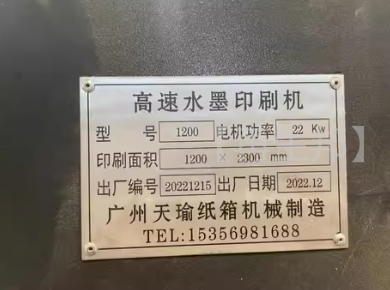 高速水墨印刷机
型 号 1200 电机功率 22 Kw
印刷面积 1200 × 2300 mm
出厂编号 20221215 出厂日期 2022.12
广州天瑜纸箱机械制造
TEL:15356981688